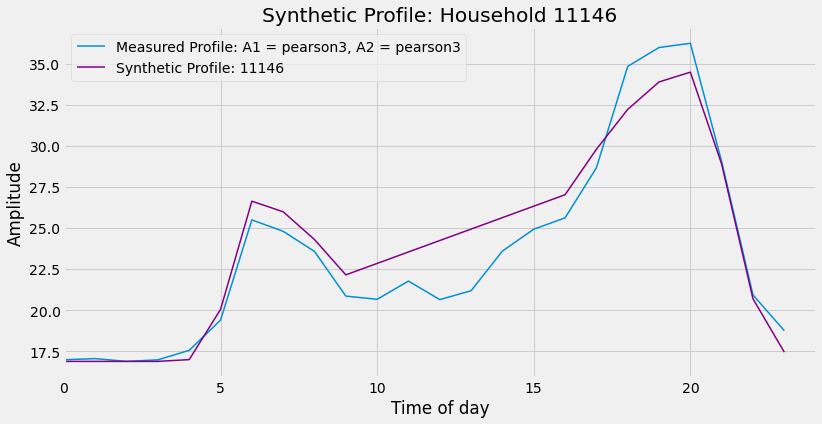 Synthetic Profile: Household 11146
Measured Profile: A1 = pearson3, A2 = pearson3
Synthetic Profile: 11146
Amplitude
35.0
32.5
30.0
27.5
25.0
22.5
20.0
17.5
0 5 10 15 20
Time of day